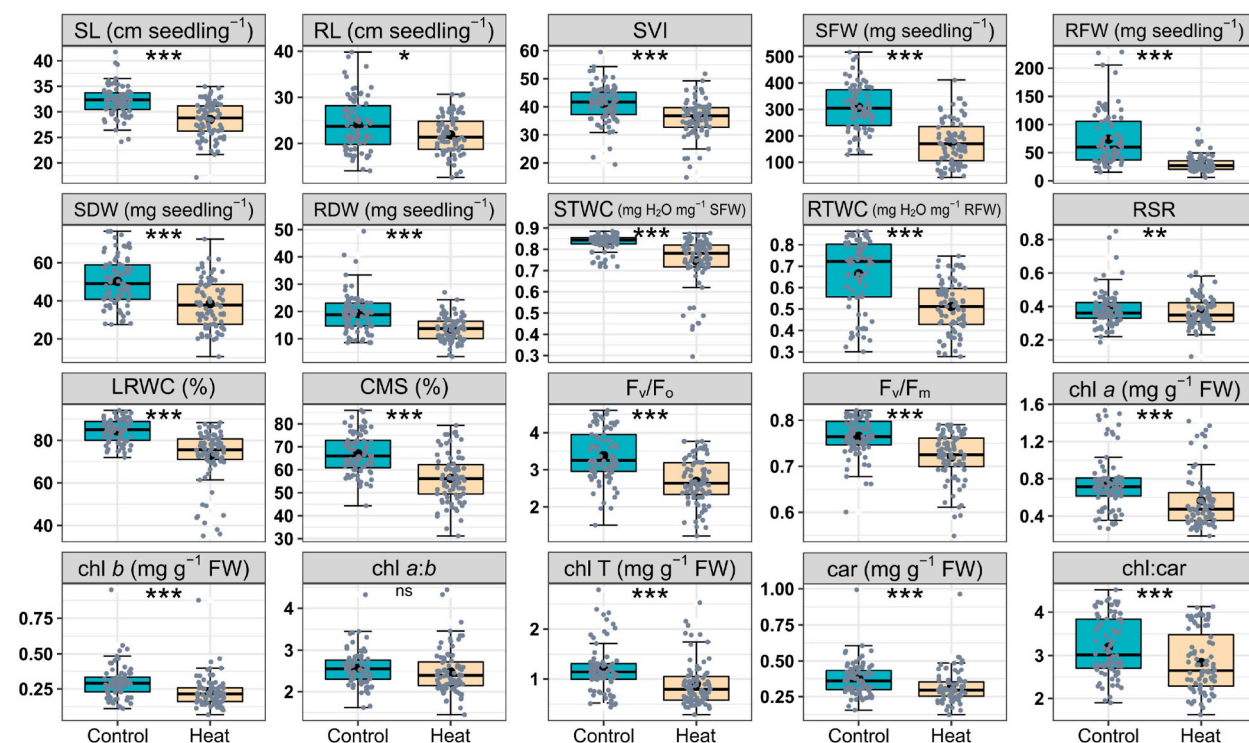 SL (cm seedling⁻¹) RL (cm seedling⁻¹) SVI SFW (mg seedling⁻¹) RFW (mg seedling⁻¹)
*** * *** *** ***
40 35 30 25 20
40 30 20
60 50 40 30 20
500 400 300 200 100
200 150 100 50 0
SDW (mg seedling⁻¹) RDW (mg seedling⁻¹) STWC (mg H₂O mg⁻¹ SFW) RTWC (mg H₂O mg⁻¹ RFW) RSR
*** *** *** *** **
60 40 20
50 40 30 20 10
0.9 0.8 0.7 0.6 0.5 0.4 0.3
0.8 0.7 0.6 0.5 0.4 0.3
0.8 0.6 0.4 0.2
LRWC (%) CMS (%) Fᵥ/Fₒ Fᵥ/Fₘ chl a (mg g⁻¹ FW)
*** *** *** *** ***
80 60 40
80 70 60 50 40 30
4 3 2
0.8 0.7 0.6
1.6 1.2 0.8 0.4
chl b (mg g⁻¹ FW) chl a:b chl T (mg g⁻¹ FW) car (mg g⁻¹ FW) chl:car
*** ns *** *** ***
0.75 0.50 0.25
4 3 2
2 1
1.00 0.75 0.50 0.25
4 3 2
Control Heat Control Heat Control Heat Control Heat Control Heat